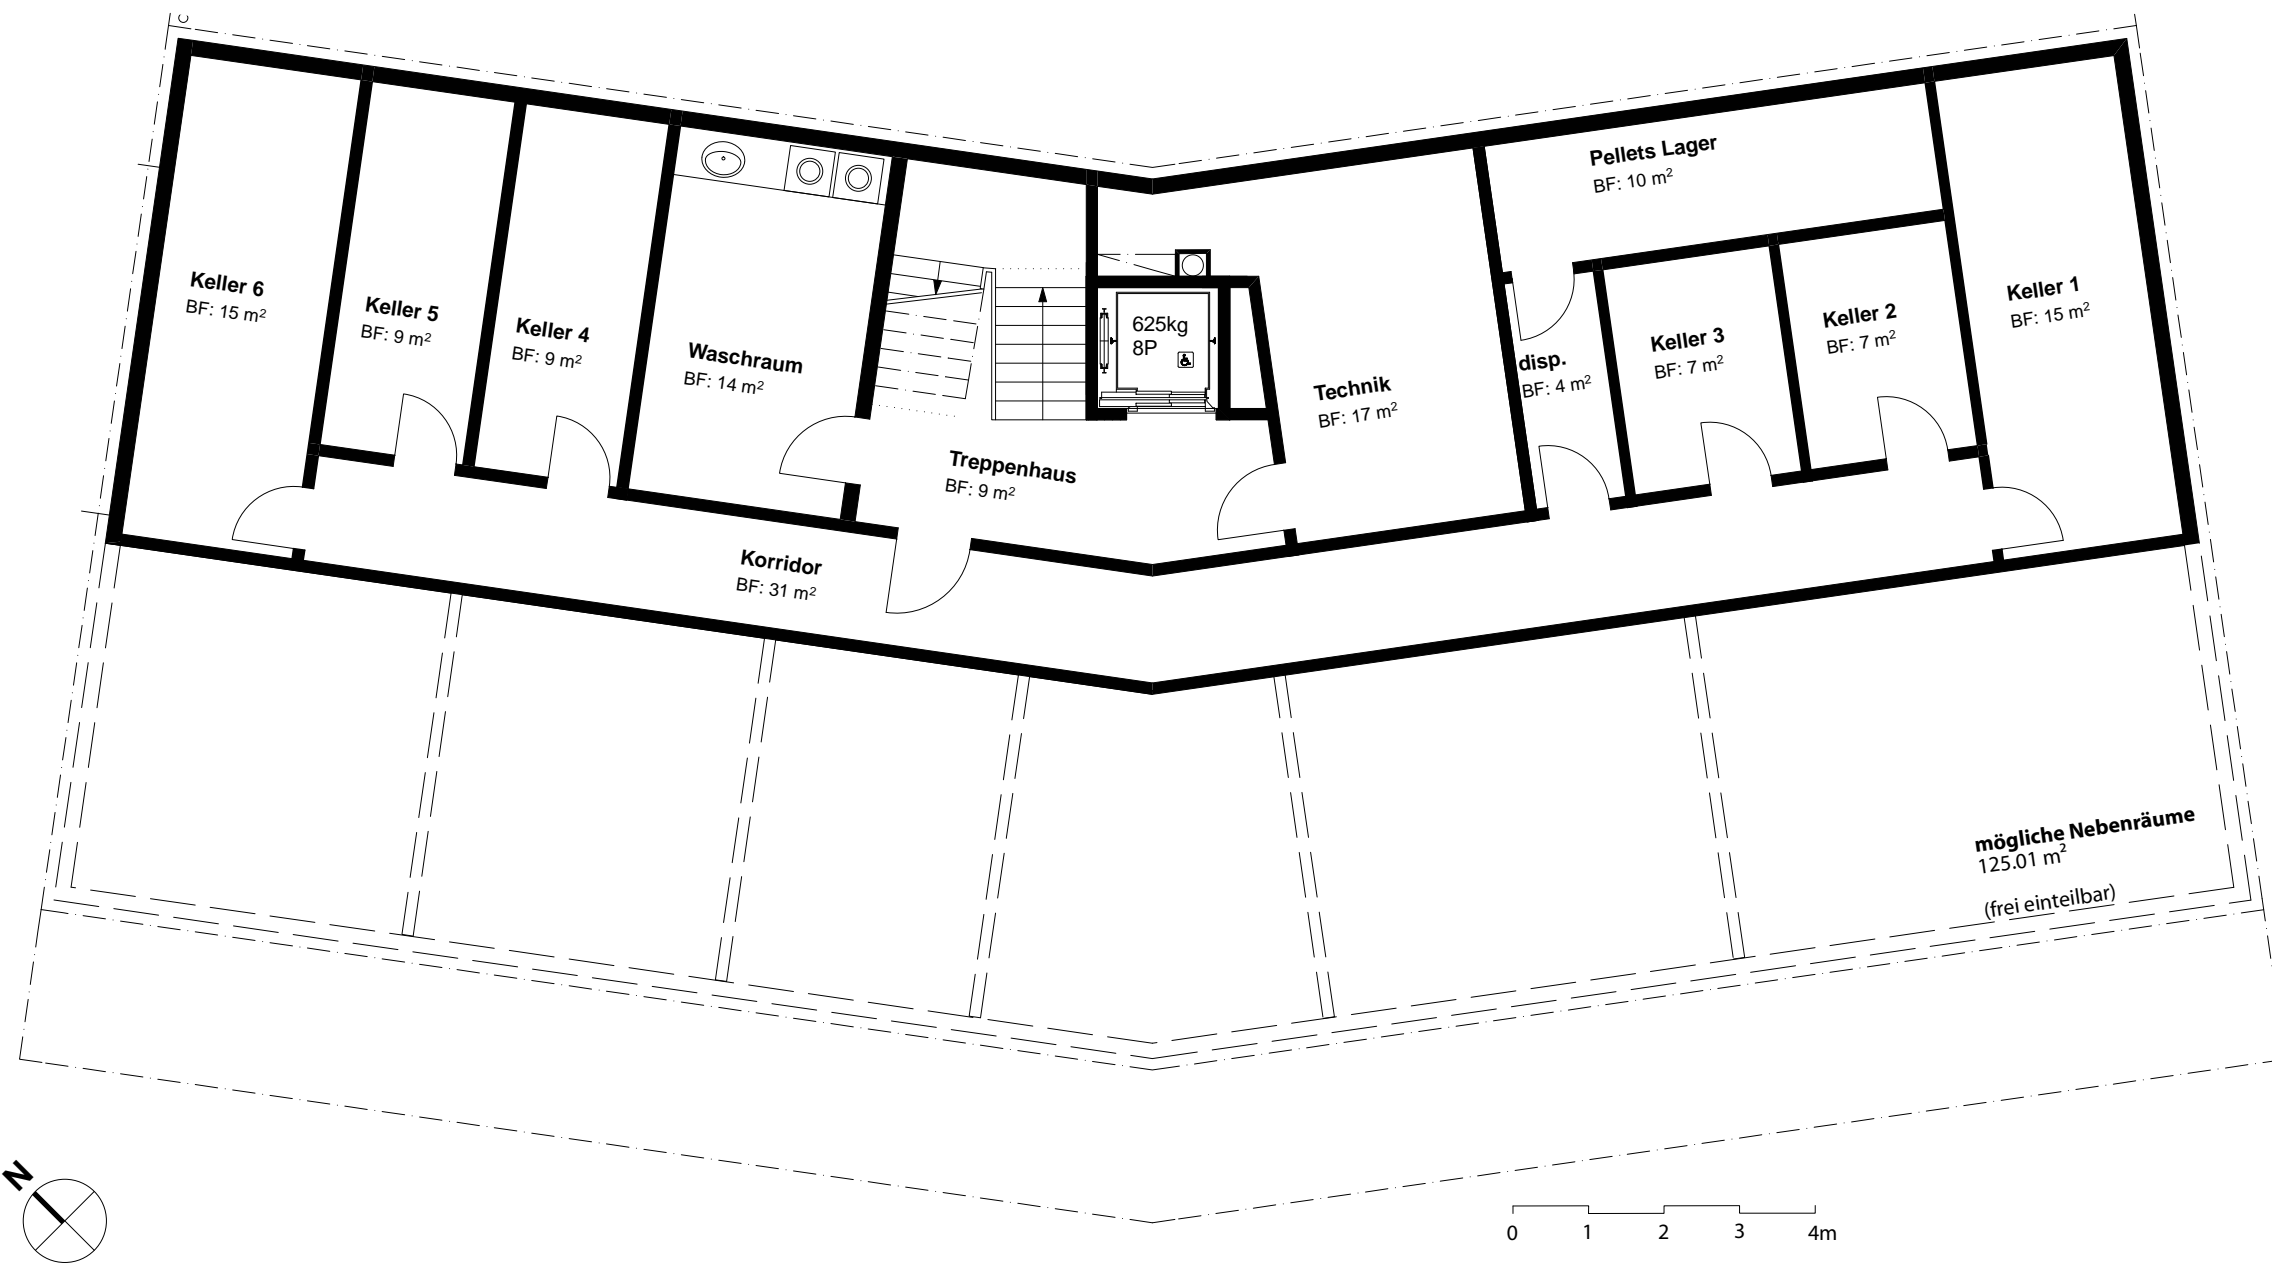 Pellets Lager
BF: 10 m²
Keller 6
BF: 15 m²
Keller 5
BF: 9 m²
Keller 4
BF: 9 m²
Waschraum
BF: 14 m²
625kg
8P
Technik
BF: 17 m²
disp.
BF: 4 m²
Keller 3
BF: 7 m²
Keller 2
BF: 7 m²
Keller 1
BF: 15 m²
Treppenhaus
BF: 9 m²
Korridor
BF: 31 m²
mögliche Nebenräume
125.01 m²
(frei einteilbar)
N
0 1 2 3 4m